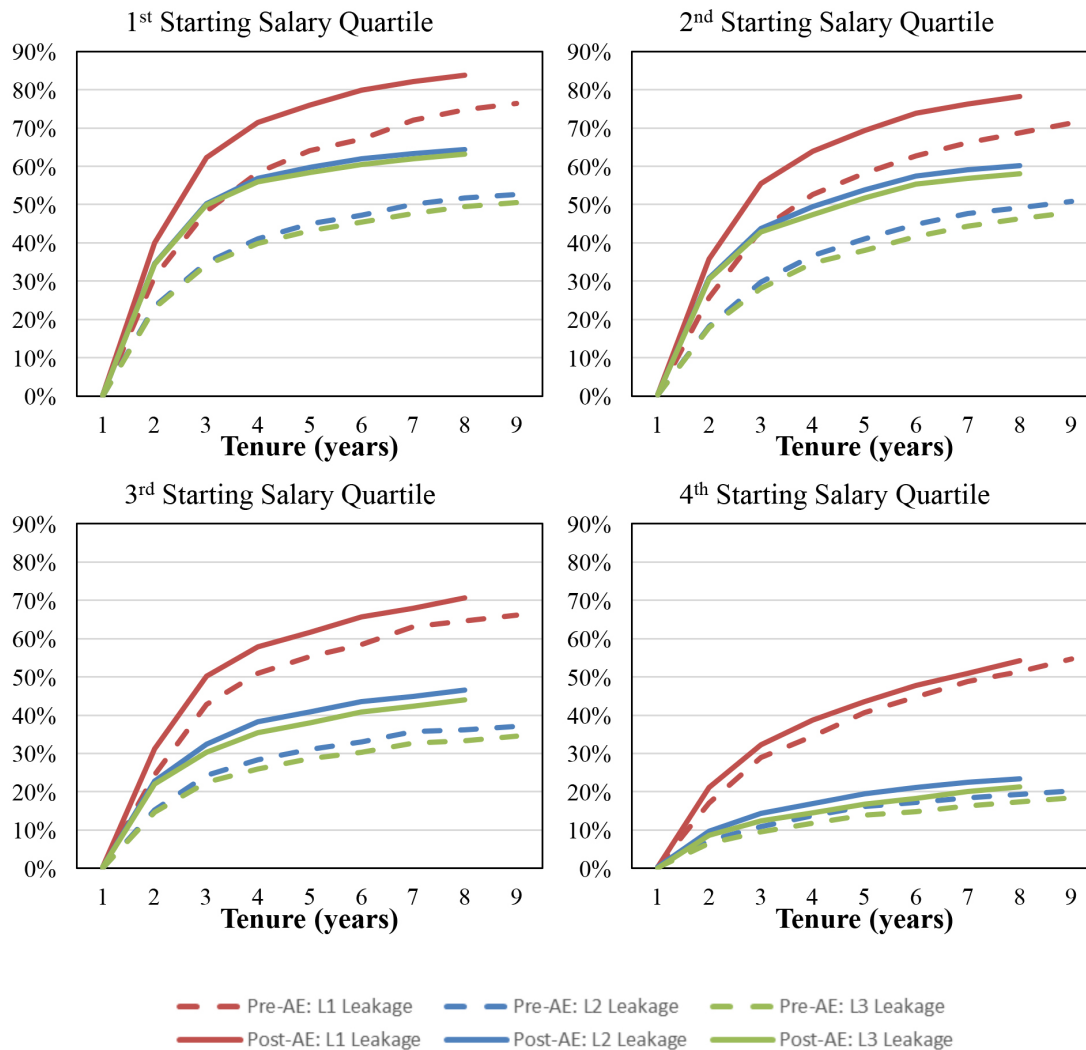 1st Starting Salary Quartile
90%
80%
70%
60%
50%
40%
30%
20%
10%
0%
1 2 3 4 5 6 7 8 9
Tenure (years)
2nd Starting Salary Quartile
90%
80%
70%
60%
50%
40%
30%
20%
10%
0%
1 2 3 4 5 6 7 8 9
Tenure (years)
3rd Starting Salary Quartile
90%
80%
70%
60%
50%
40%
30%
20%
10%
0%
1 2 3 4 5 6 7 8 9
Tenure (years)
4th Starting Salary Quartile
90%
80%
70%
60%
50%
40%
30%
20%
10%
0%
1 2 3 4 5 6 7 8 9
Tenure (years)
Pre-AE: L1 Leakage Pre-AE: L2 Leakage Pre-AE: L3 Leakage
Post-AE: L1 Leakage Post-AE: L2 Leakage Post-AE: L3 Leakage